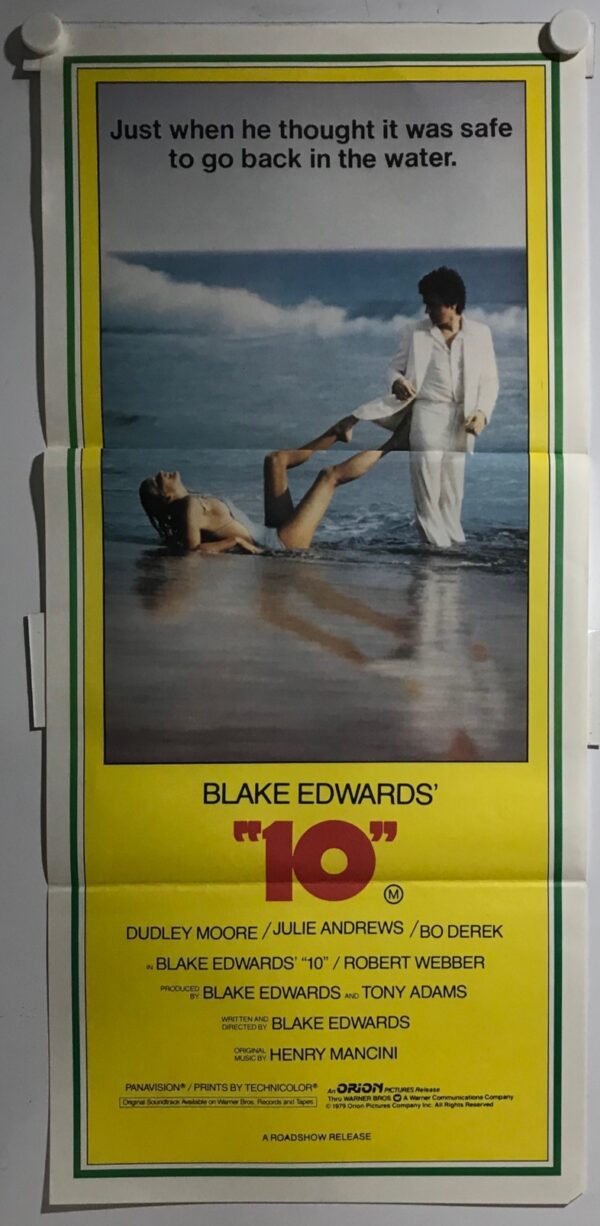 Just when he thought it was safe
to go back in the water.
BLAKE EDWARDS'
"10"
M
DUDLEY MOORE / JULIE ANDREWS / BO DEREK
IN BLAKE EDWARDS' "10" / ROBERT WEBBER
PRODUCED BY BLAKE EDWARDS AND TONY ADAMS
WRITTEN AND DIRECTED BY BLAKE EDWARDS
ORIGINAL MUSIC BY HENRY MANCINI
PANAVISION® / PRINTS BY TECHNICOLOR®
Original Soundtrack Available on Warner Bros. Records and Tapes
An ORION PICTURES Release
Thru WARNER BROS. A Warner Communications Company
© 1979 Orion Pictures Company Inc. All Rights Reserved
A ROADSHOW RELEASE